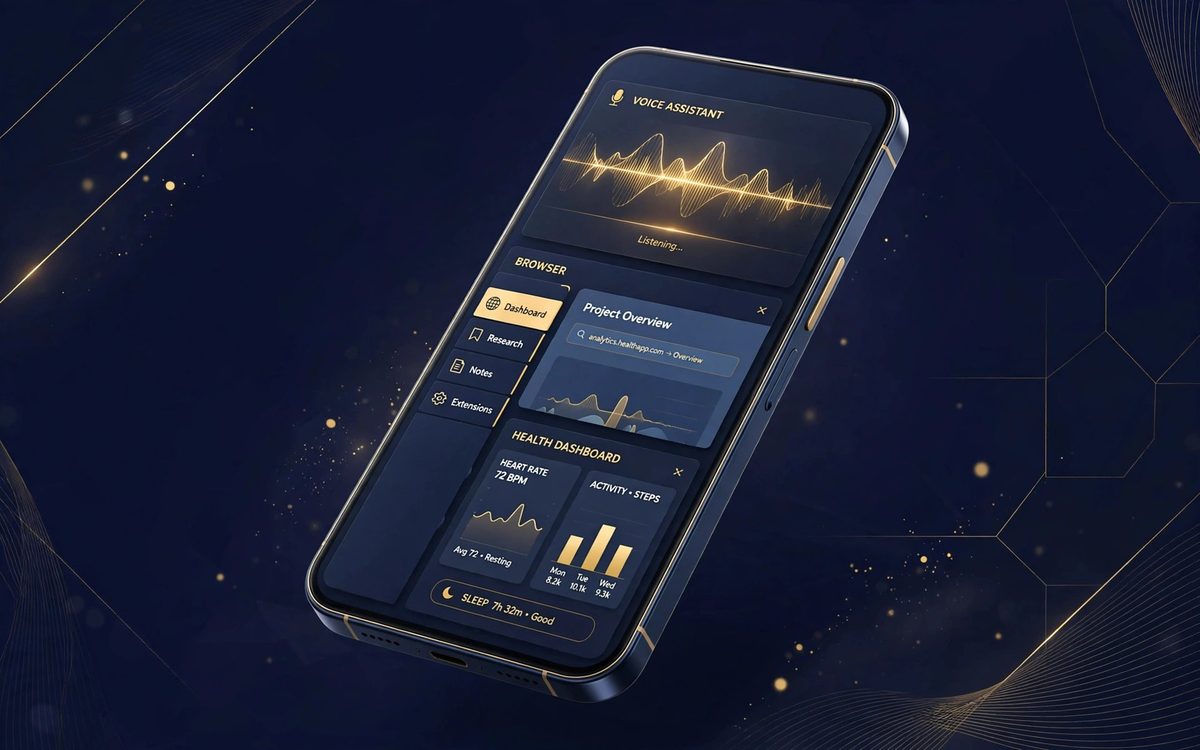 VOICE ASSISTANT
Listening...
BROWSER
Dashboard
Research
Notes
Extensions
Project Overview
analytics.healthapp.com → Overview
HEALTH DASHBOARD
HEART RATE
72 BPM
Avg 72 • Resting
ACTIVITY • STEPS
Mon Tue Wed
8.2k 10.1k 9.3k
SLEEP 7h 32m • Good